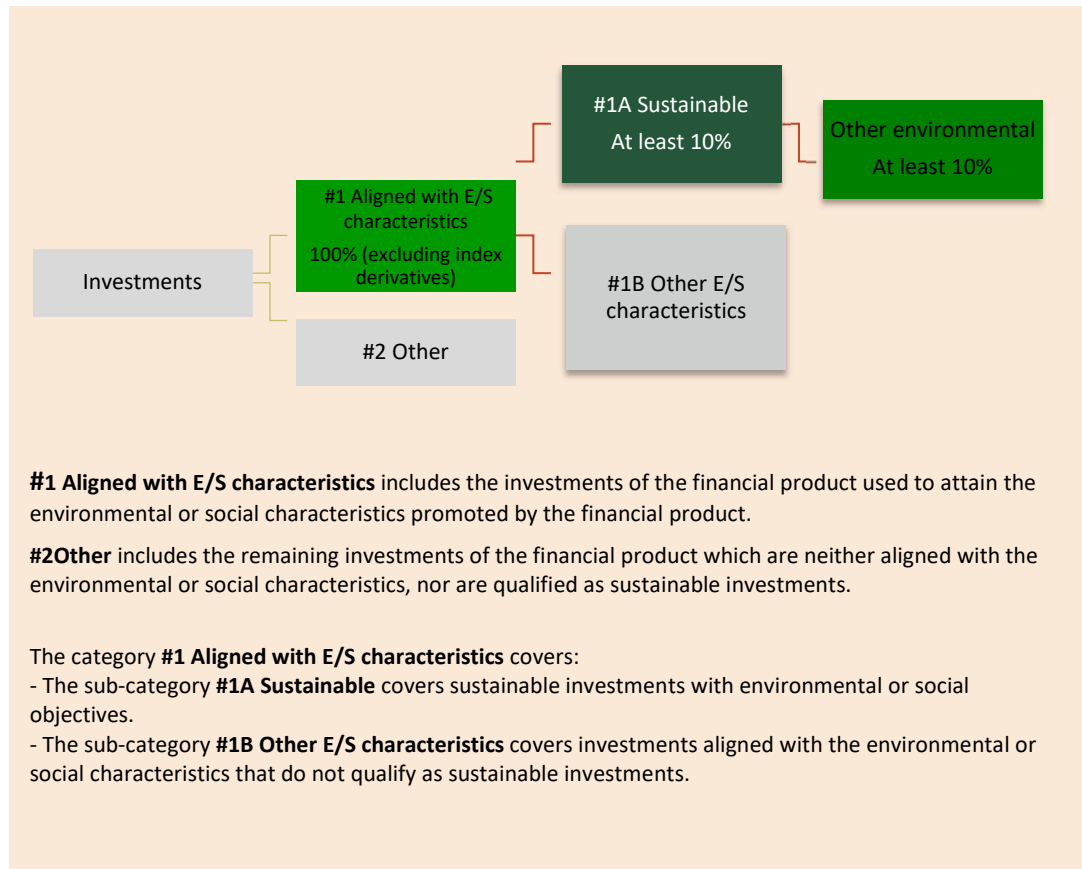 #1A Sustainable
At least 10%
Other environmental
At least 10%
#1 Aligned with E/S
characteristics
100% (excluding index
derivatives)
Investments
#1B Other E/S
characteristics
#2 Other
#1 Aligned with E/S characteristics includes the investments of the financial product used to attain the
environmental or social characteristics promoted by the financial product.
#2Other includes the remaining investments of the financial product which are neither aligned with the
environmental or social characteristics, nor are qualified as sustainable investments.
The category #1 Aligned with E/S characteristics covers:
- The sub-category #1A Sustainable covers sustainable investments with environmental or social
objectives.
- The sub-category #1B Other E/S characteristics covers investments aligned with the environmental or
social characteristics that do not qualify as sustainable investments.